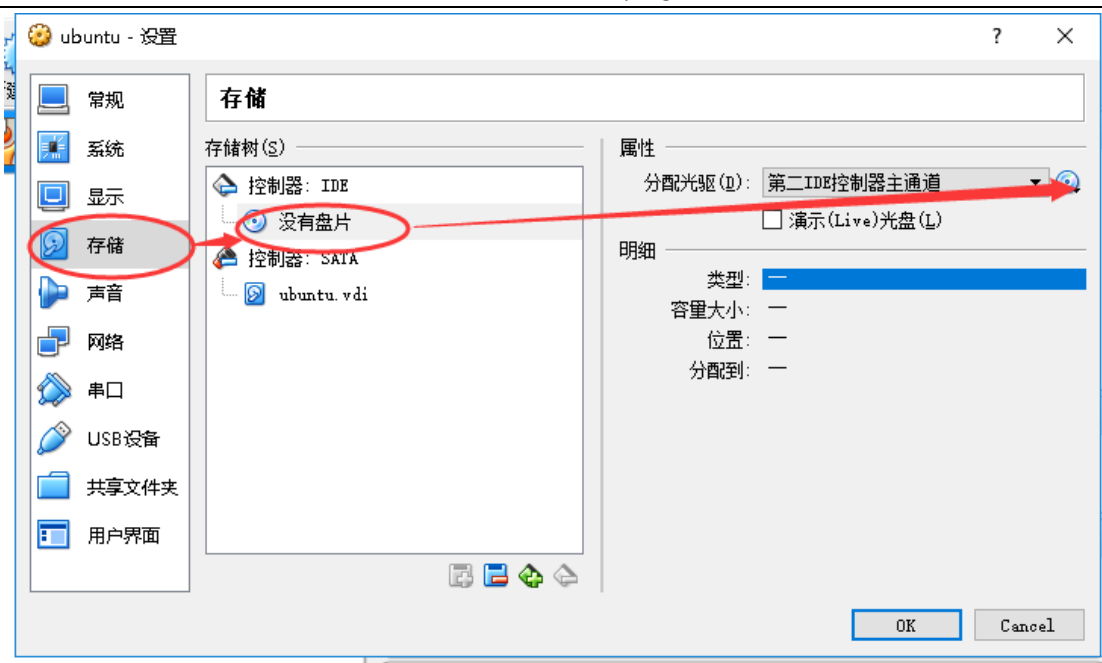 ubuntu - 设置
?
常规
系统
显示
存储
声音
网络
串口
USB设备
共享文件夹
用户界面
存储
存储树(S)
控制器: IDE
没有盘片
控制器: SATA
ubuntu.vdi
属性
分配光驱(D): 第二IDE控制器主通道
演示(Live)光盘(L)
明细
类型: —
容量大小: —
位置: —
分配到: —
OK
Cancel